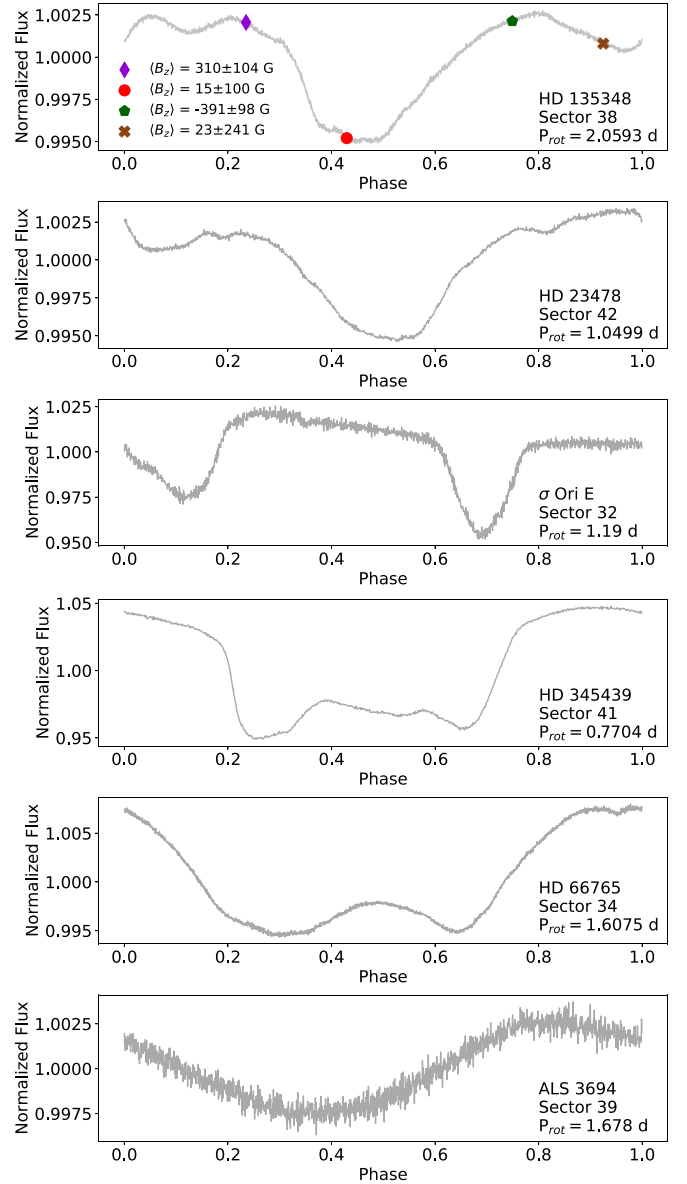 Normalized Flux
1.0025
1.0000
0.9975
0.9950
⟨B_z⟩ = 310±104 G
⟨B_z⟩ = 15±100 G
⟨B_z⟩ = -391±98 G
⟨B_z⟩ = 23±241 G
HD 135348
Sector 38
P_rot = 2.0593 d
0.0 0.2 0.4 0.6 0.8 1.0
Phase
Normalized Flux
1.0025
1.0000
0.9975
0.9950
HD 23478
Sector 42
P_rot = 1.0499 d
0.0 0.2 0.4 0.6 0.8 1.0
Phase
Normalized Flux
1.025
1.000
0.975
0.950
σ Ori E
Sector 32
P_rot = 1.19 d
0.0 0.2 0.4 0.6 0.8 1.0
Phase
Normalized Flux
1.05
1.00
0.95
HD 345439
Sector 41
P_rot = 0.7704 d
0.0 0.2 0.4 0.6 0.8 1.0
Phase
Normalized Flux
1.005
1.000
0.995
HD 66765
Sector 34
P_rot = 1.6075 d
0.0 0.2 0.4 0.6 0.8 1.0
Phase
Normalized Flux
1.0025
1.0000
0.9975
ALS 3694
Sector 39
P_rot = 1.678 d
0.0 0.2 0.4 0.6 0.8 1.0
Phase